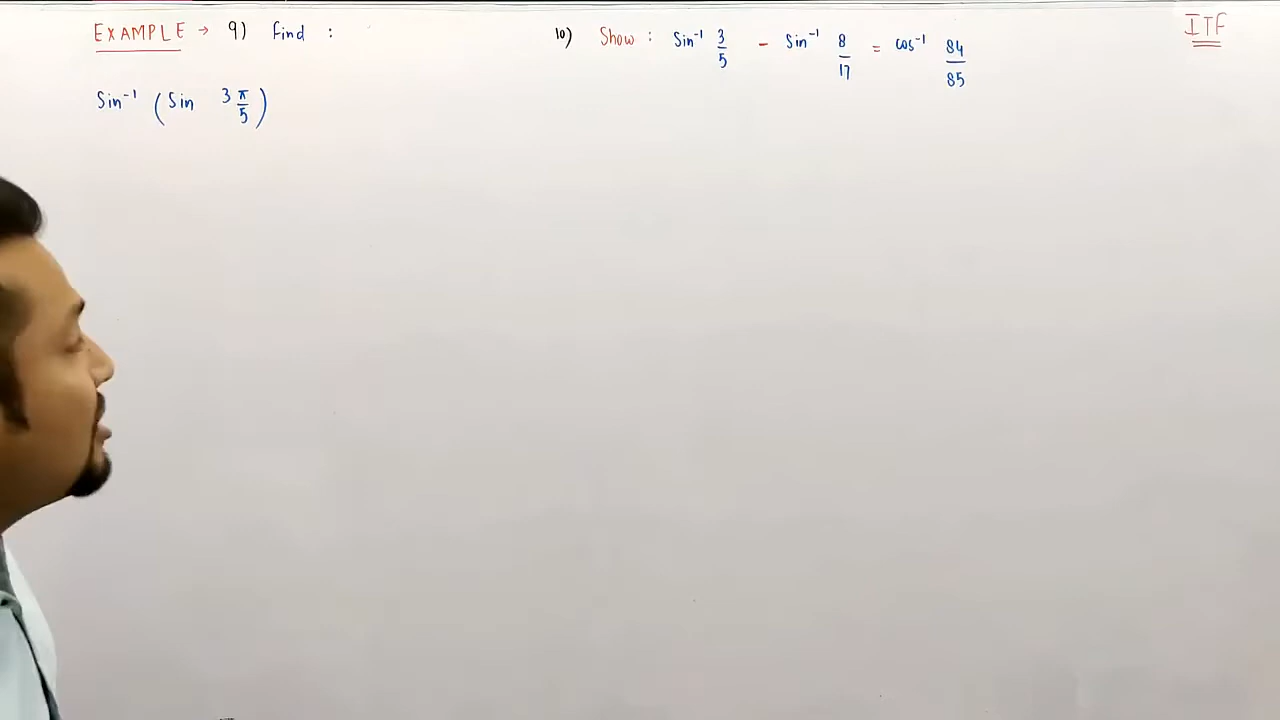 EXAMPLE → 9) Find :
Sin⁻¹ (Sin 3π/5)
10) Show : Sin⁻¹ 3/5 - Sin⁻¹ 8/17 = cos⁻¹ 84/85
ITF